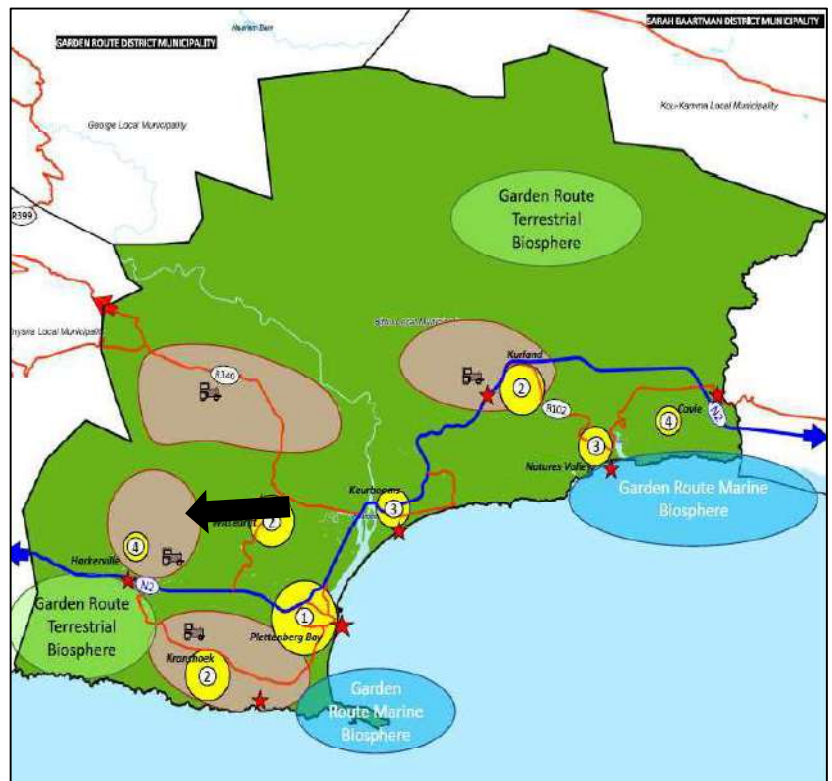 SARAH BAARTMAN DISTRICT MUNICIPALITY
GARDEN ROUTE DISTRICT MUNICIPALITY
Kou-Kamma Local Municipality
George Local Municipality
Garden Route
Terrestrial
Biosphere
R399
Local Municipality
Kurland
R340
2
R102
Covie
4
N2
3
Natures Valley
Garden Route Marine
Biosphere
Keurbooms
3
2
4
Harkerville
N2
Garden Route
Terrestrial
Biosphere
1
Plettenberg Bay
Kranshoek
2
Garden
Route Marine
Biosphere